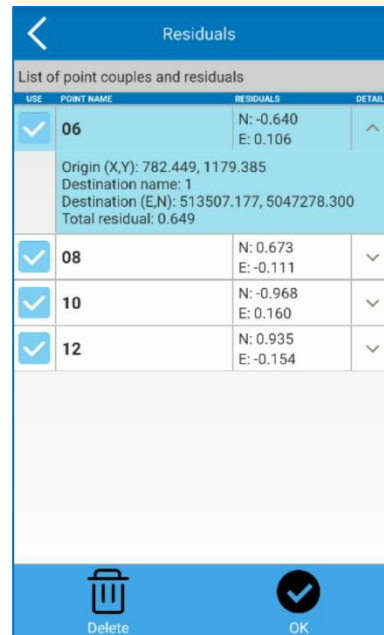 Residuals
List of point couples and residuals
USE POINT NAME RESIDUALS DETAIL
06 N: -0.640
E: 0.106
Origin (X,Y): 782.449, 1179.385
Destination name: 1
Destination (E,N): 513507.177, 5047278.300
Total residual: 0.649
08 N: 0.673
E: -0.111
10 N: -0.968
E: 0.160
12 N: 0.935
E: -0.154
Delete OK